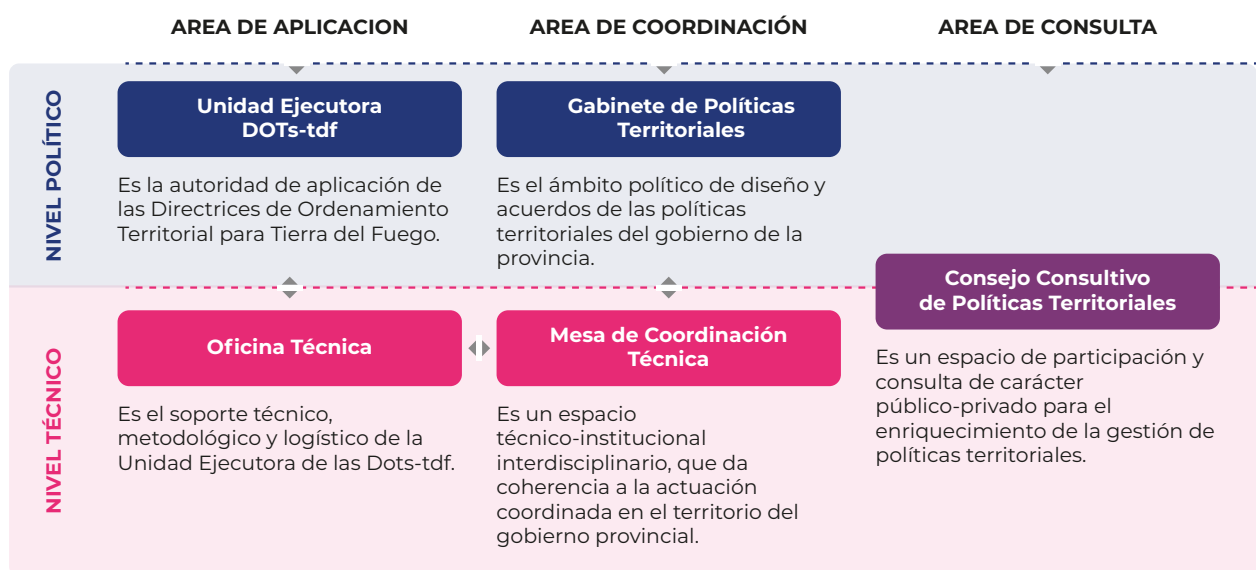 AREA DE APLICACION
AREA DE COORDINACIÓN
AREA DE CONSULTA
NIVEL POLÍTICO
Unidad Ejecutora
DOTs-tdf
Es la autoridad de aplicación de
las Directrices de Ordenamiento
Territorial para Tierra del Fuego.
Gabinete de Políticas
Territoriales
Es el ámbito político de diseño y
acuerdos de las políticas
territoriales del gobierno de la
provincia.
Consejo Consultivo
de Políticas Territoriales
Es un espacio de participación y
consulta de carácter
público-privado para el
enriquecimiento de la gestión de
políticas territoriales.
NIVEL TÉCNICO
Oficina Técnica
Es el soporte técnico,
metodológico y logístico de la
Unidad Ejecutora de las Dots-tdf.
Mesa de Coordinación
Técnica
Es un espacio
técnico-institucional
interdisciplinario, que da
coherencia a la actuación
coordinada en el territorio del
gobierno provincial.